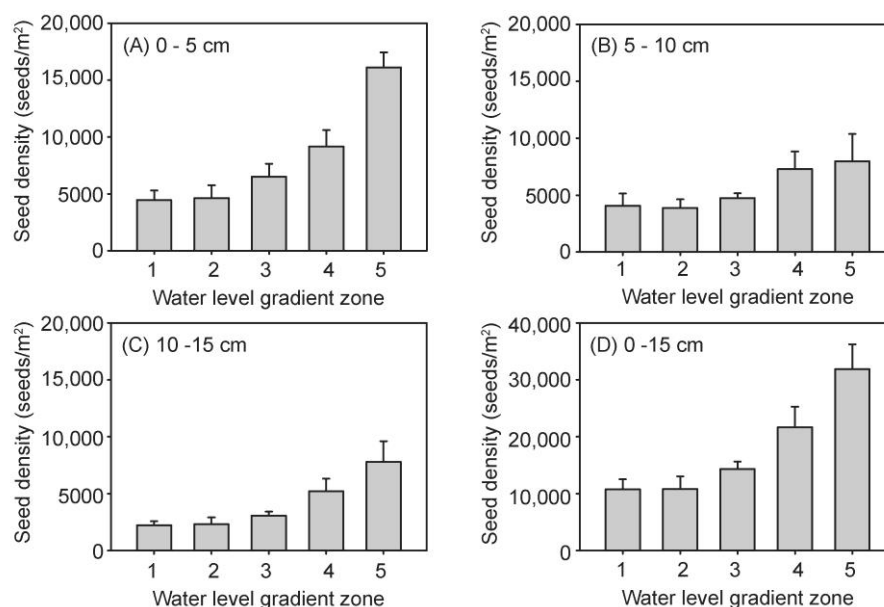 (A) 0 - 5 cm
Seed density (seeds/m²)
20,000
15,000
10,000
5000
0
1 2 3 4 5
Water level gradient zone
(B) 5 - 10 cm
Seed density (seeds/m²)
20,000
15,000
10,000
5000
0
1 2 3 4 5
Water level gradient zone
(C) 10 -15 cm
Seed density (seeds/m²)
20,000
15,000
10,000
5000
0
1 2 3 4 5
Water level gradient zone
(D) 0 -15 cm
Seed density (seeds/m²)
40,000
30,000
20,000
10,000
0
1 2 3 4 5
Water level gradient zone